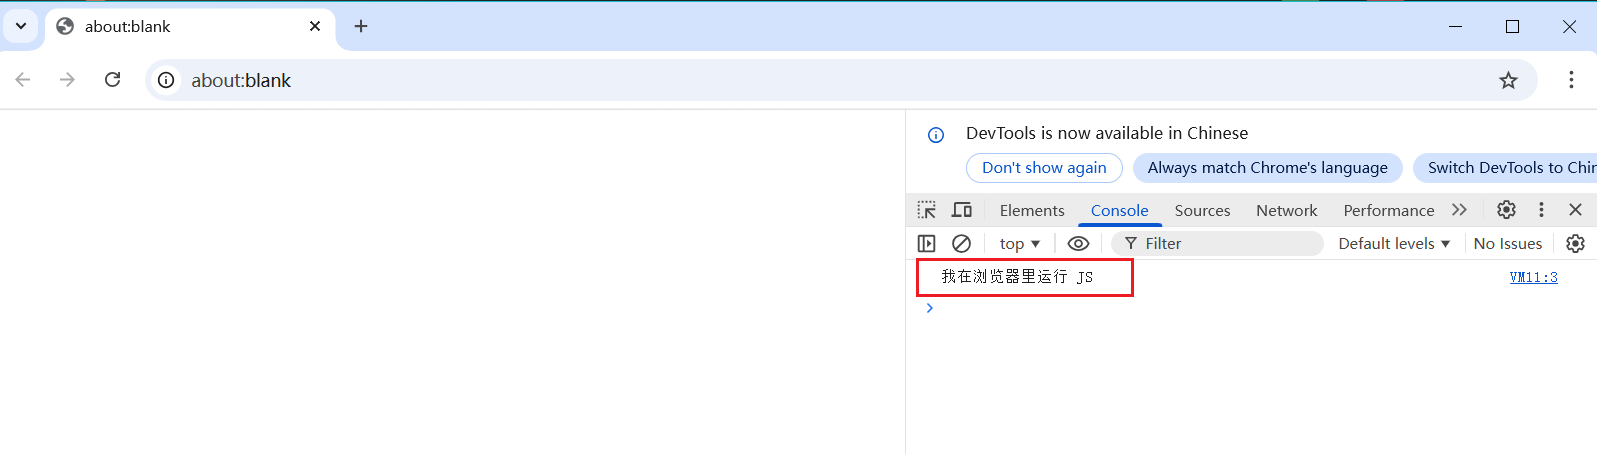 about:blank
about:blank
DevTools is now available in Chinese
Don't show again Always match Chrome's language Switch DevTools to Chin
Elements Console Sources Network Performance
top Filter Default levels No Issues
我在浏览器里运行 JS VM11:3